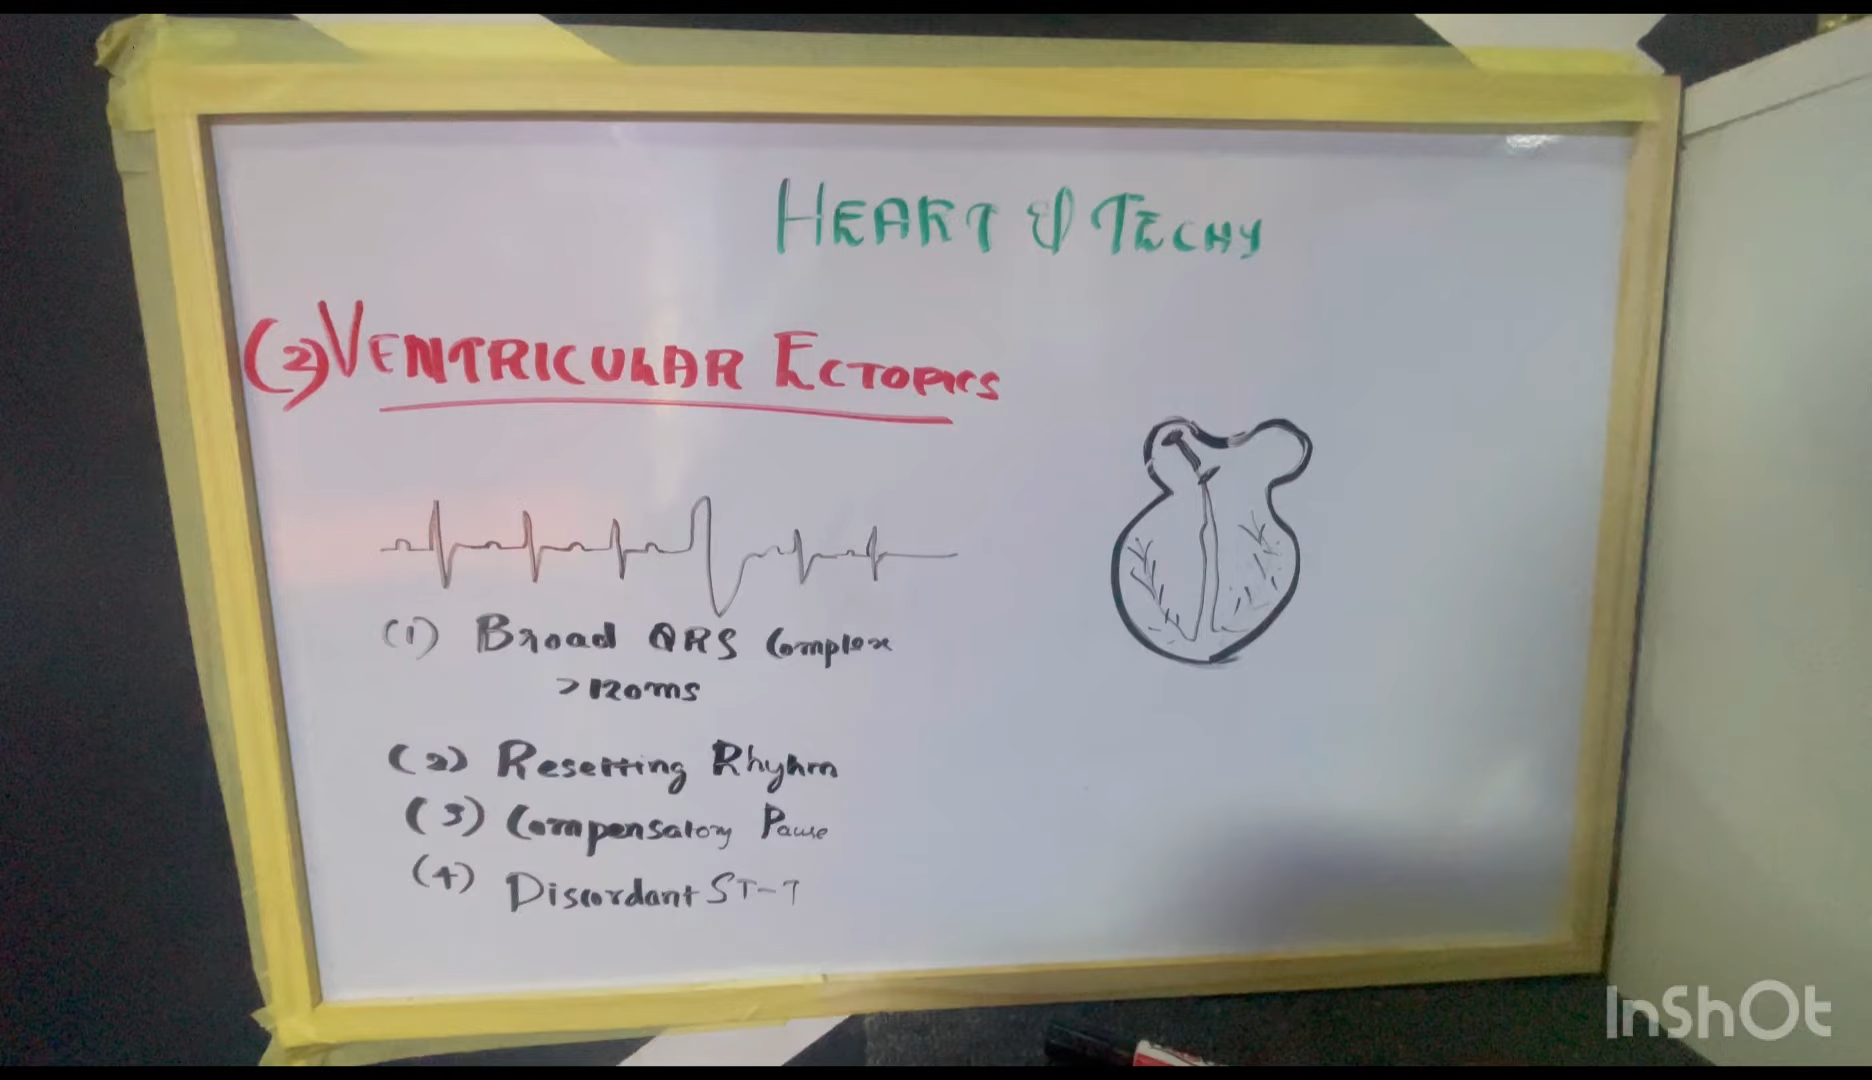 HEART & TECHY
(2) VENTRICULAR ECTOPICS
(1) Broad QRS Complex
>120ms
(2) Resetting Rhyhm
(3) Compensatory Pause
(4) Discordant ST-T
InShOt